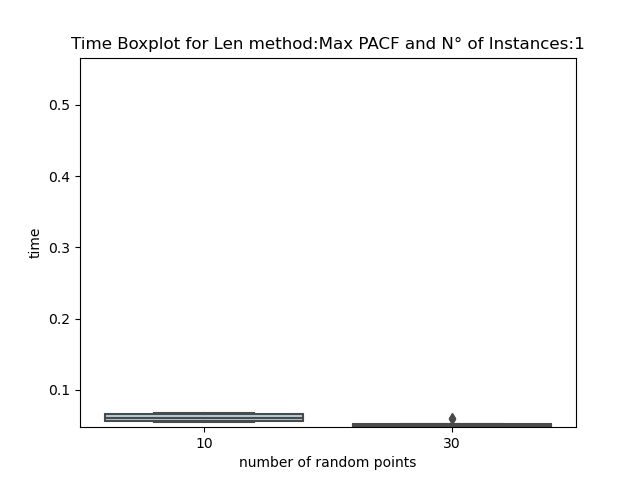 Time Boxplot for Len method:Max PACF and N° of Instances:1
0.5
0.4
0.3
0.2
0.1
time
10 30
number of random points